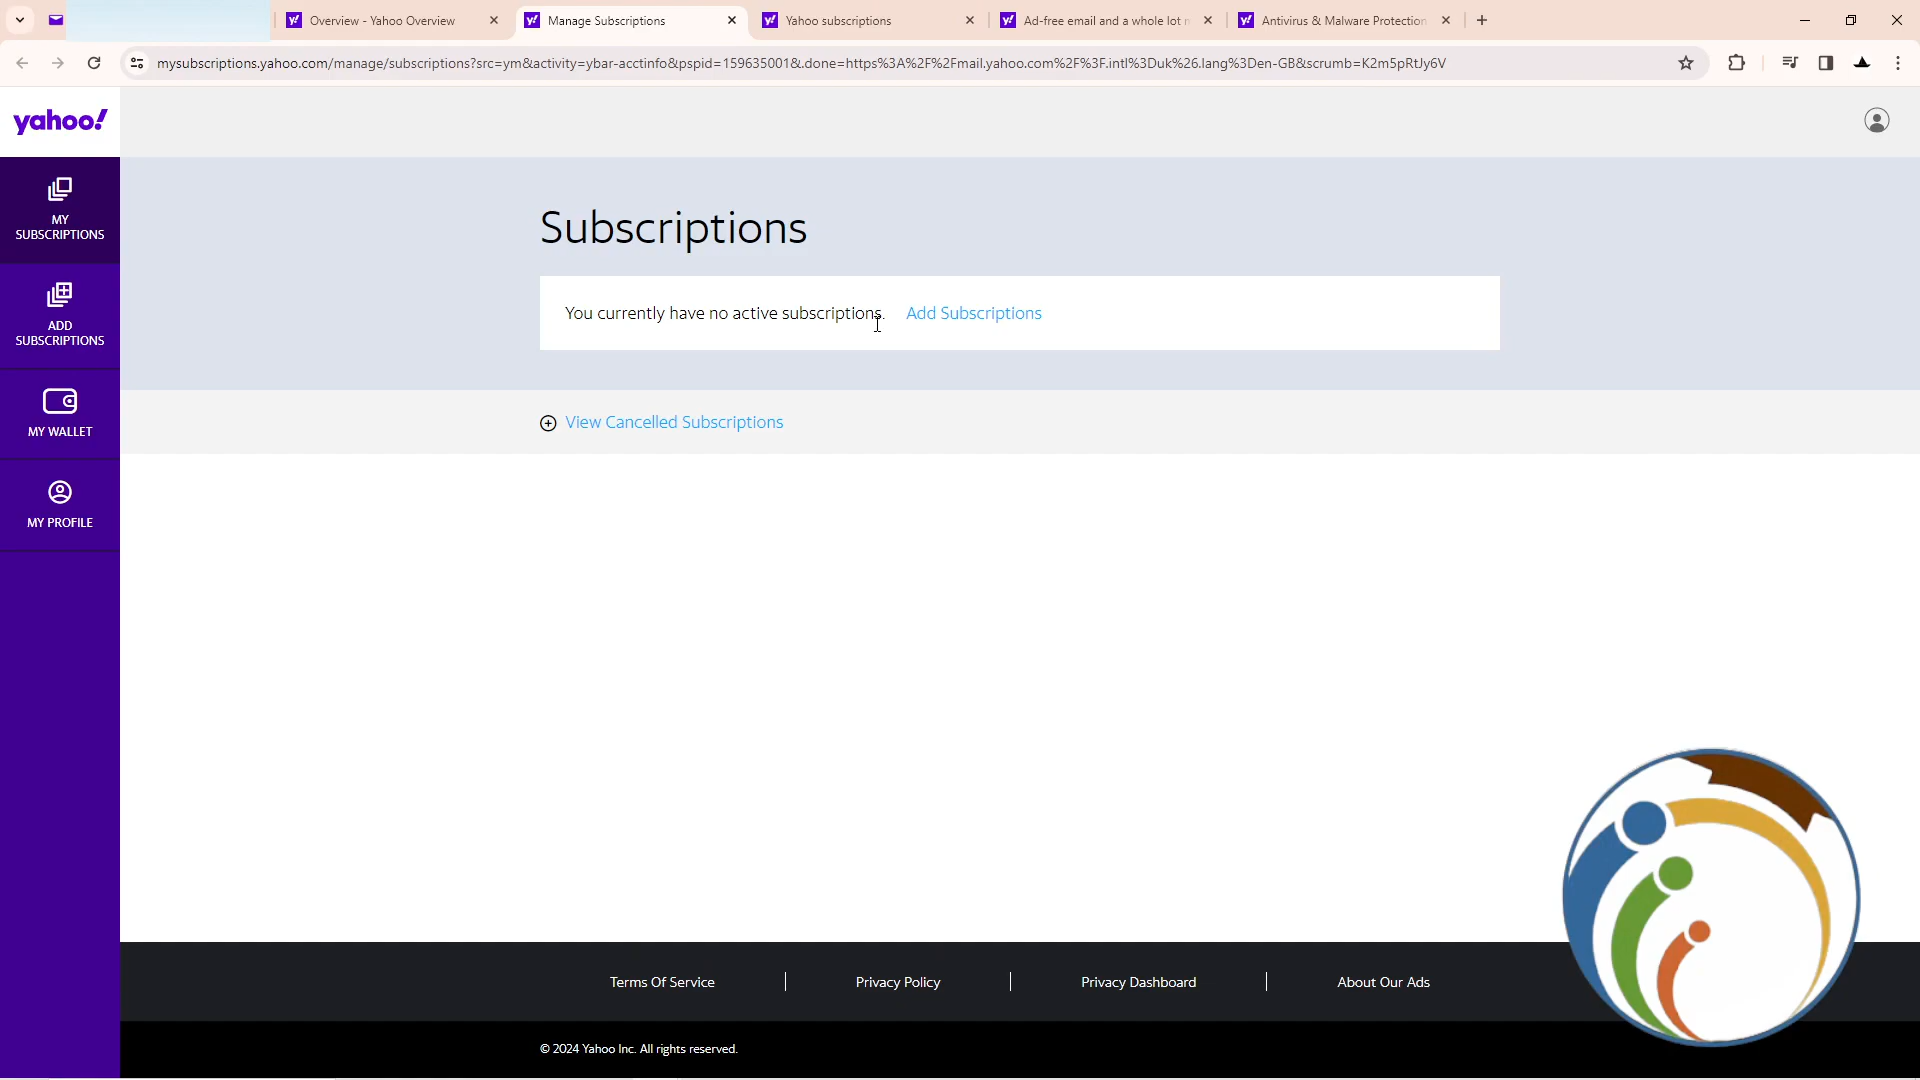 Overview - Yahoo Overview
Manage Subscriptions
Yahoo subscriptions
Ad-free email and a whole lot
Antivirus & Malware Protection
mysubscriptions.yahoo.com/manage/subscriptions?src=ym&activity=ybar-acctinfo&pspid=159635001&.done=https%3A%2F%2Fmail.yahoo.com%2F%3F.intl%3Duk%26.lang%3Den-GB&scrumb=K2m5pRtJy6V
yahoo!
MY
SUBSCRIPTIONS
ADD
SUBSCRIPTIONS
MY WALLET
MY PROFILE
Subscriptions
You currently have no active subscriptions. Add Subscriptions
View Cancelled Subscriptions
Terms Of Service
Privacy Policy
Privacy Dashboard
About Our Ads
© 2024 Yahoo Inc. All rights reserved.